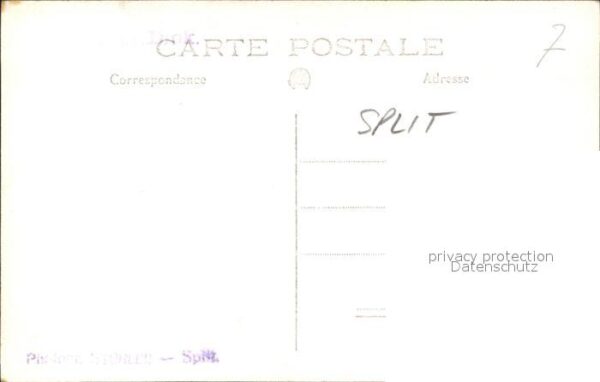 CARTE POSTALE
7
Correspondance
Adresse
SPLIT
privacy protection
Datenschutz
— Split.